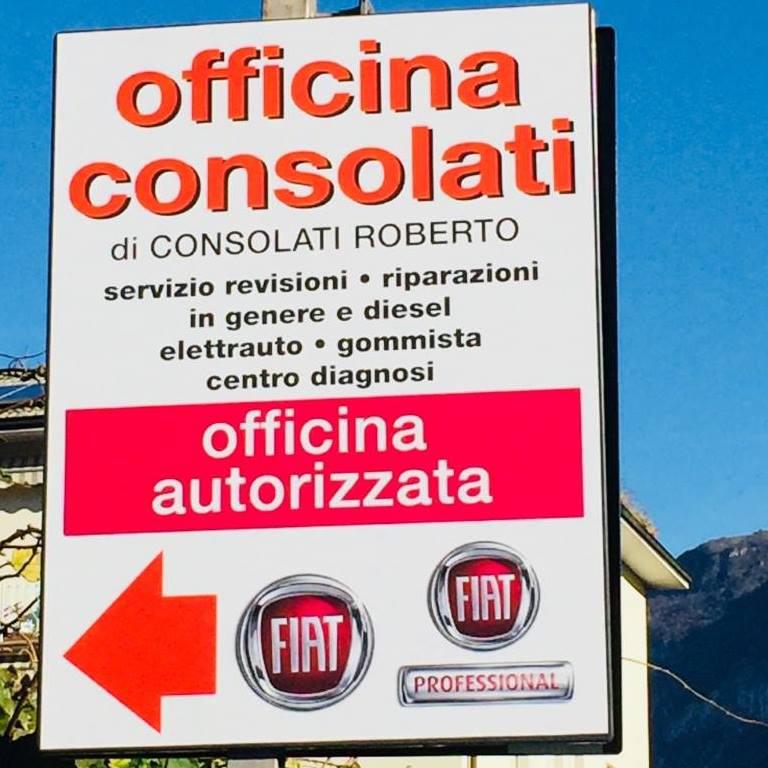 officina
consolati
di CONSOLATI ROBERTO
servizio revisioni • riparazioni
in genere e diesel
elettrauto • gommista
centro diagnosi
officina
autorizzata
FIAT
FIAT
PROFESSIONAL